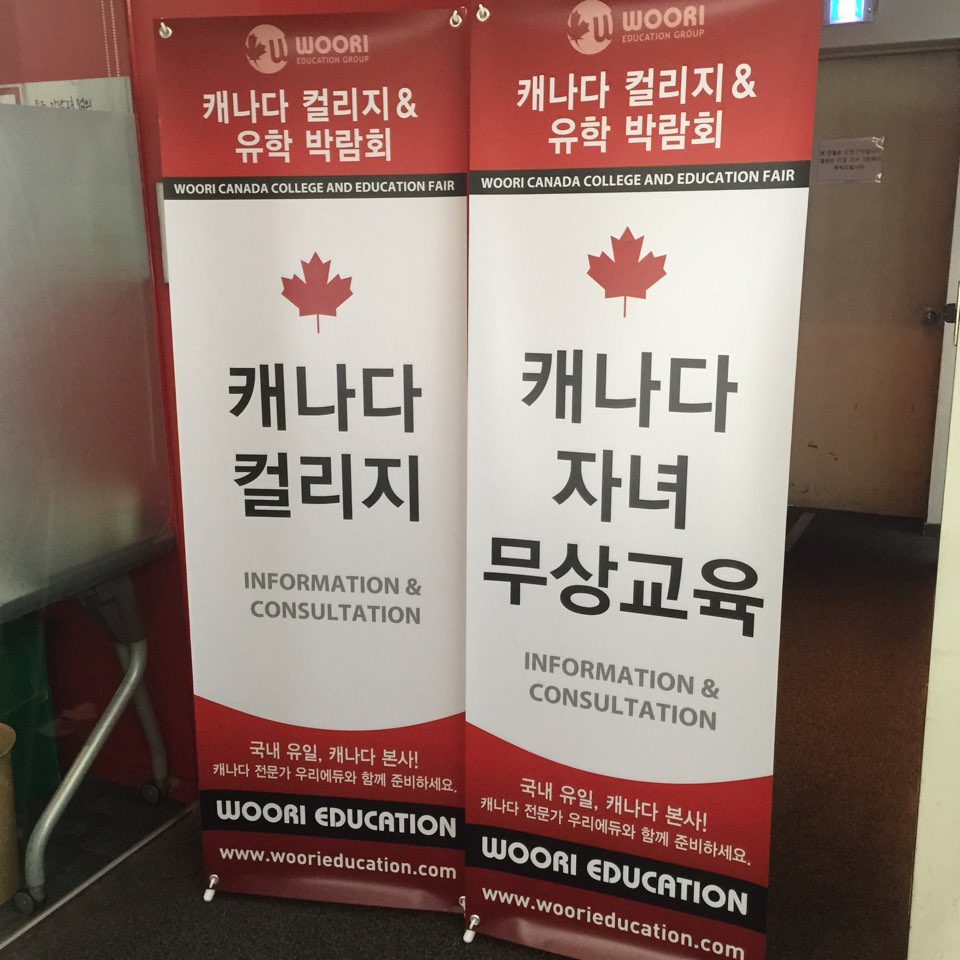 WOORI
EDUCATION GROUP
캐나다 컬리지 &
유학 박람회
WOORI CANADA COLLEGE AND EDUCATION FAIR
캐나다
컬리지
INFORMATION &
CONSULTATION
국내 유일, 캐나다 본사!
캐나다 전문가 우리에듀와 함께 준비하세요.
WOORI EDUCATION
www.woorieducation.com
WOORI
EDUCATION GROUP
캐나다 컬리지 &
유학 박람회
WOORI CANADA COLLEGE AND EDUCATION FAIR
캐나다
자녀
무상교육
INFORMATION &
CONSULTATION
국내 유일, 캐나다 본사!
캐나다 전문가 우리에듀와 함께 준비하세요.
WOORI EDUCATION
www.woorieducation.com